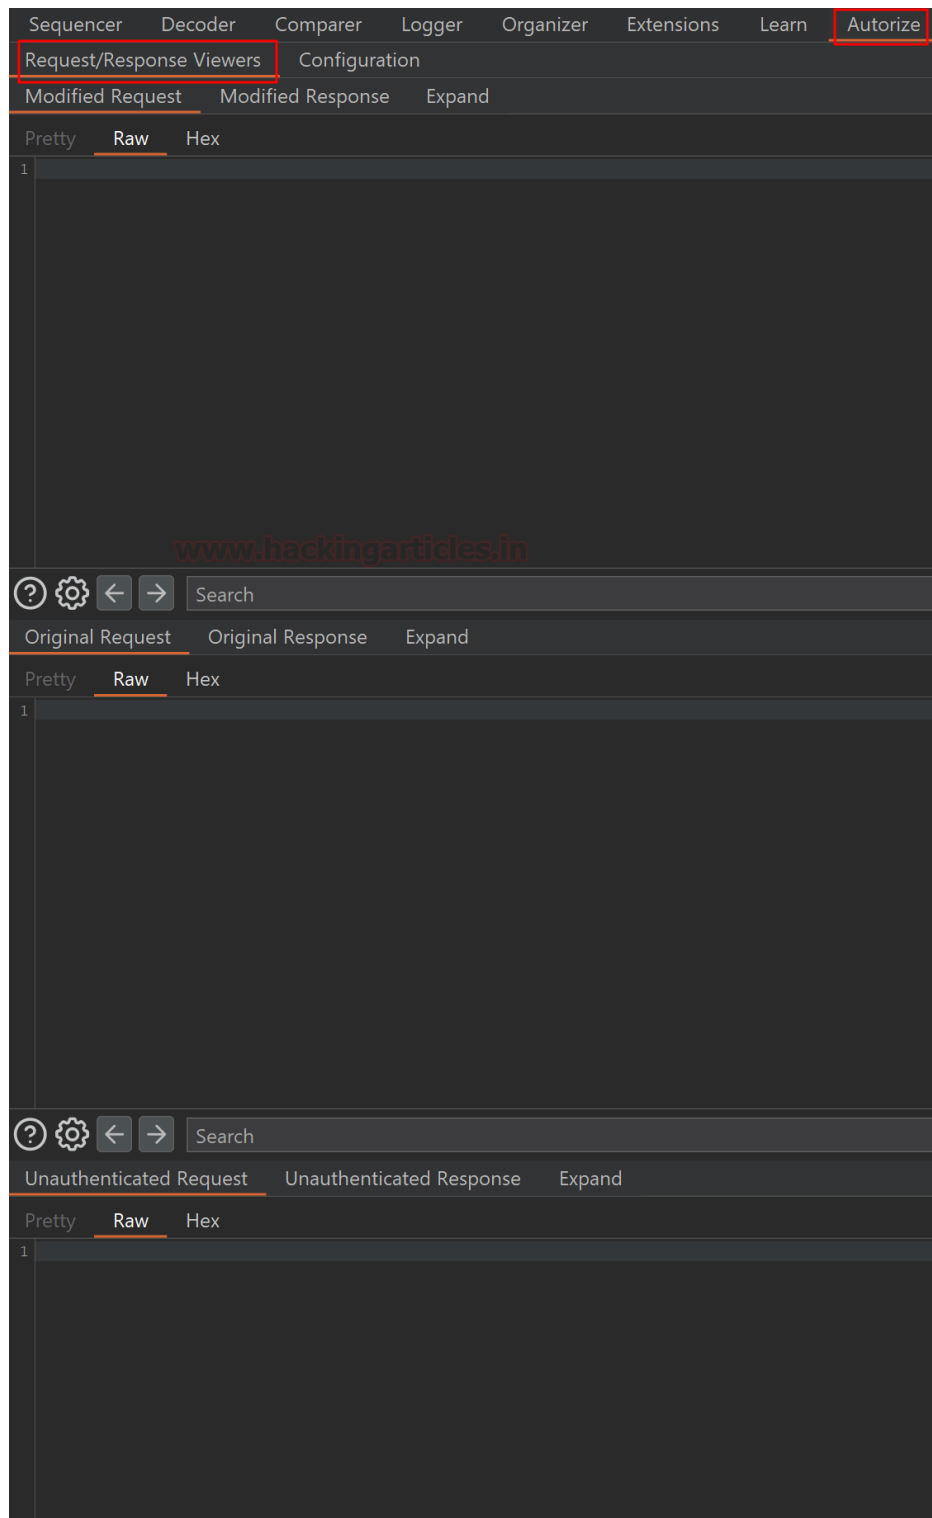 Sequencer Decoder Comparer Logger Organizer Extensions Learn Autorize
Request/Response Viewers Configuration
Modified Request Modified Response Expand
Pretty Raw Hex
1
www.hackingarticles.in
Search
Original Request Original Response Expand
Pretty Raw Hex
1
Search
Unauthenticated Request Unauthenticated Response Expand
Pretty Raw Hex
1